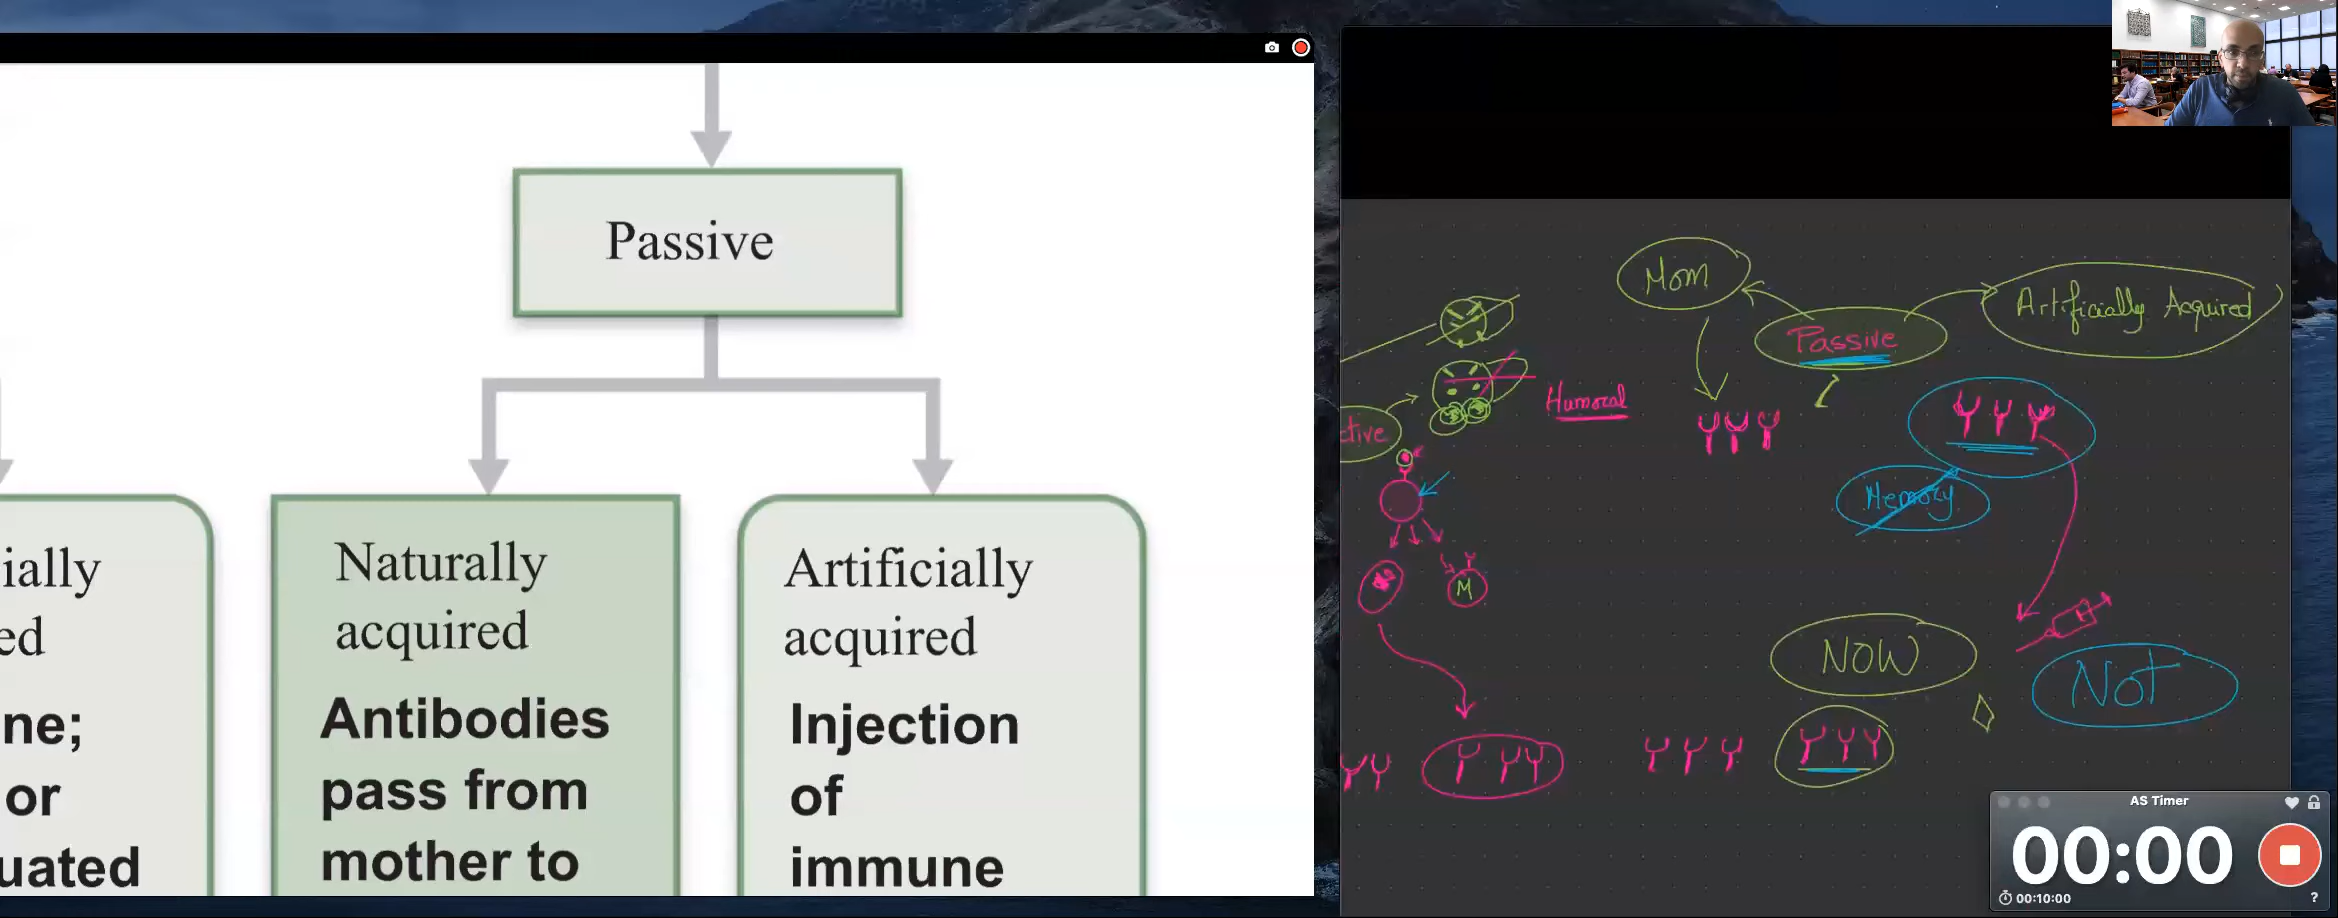 Passive
Naturally
acquired
Antibodies
pass from
mother to
Artificially
acquired
Injection
of
immune
ially
ed
ne;
or
uated
Mom
Passive
Artificially Acquired
Humoral
ctive
Memory
M
NOW
Not
AS Timer
00:00
00:10:00
?